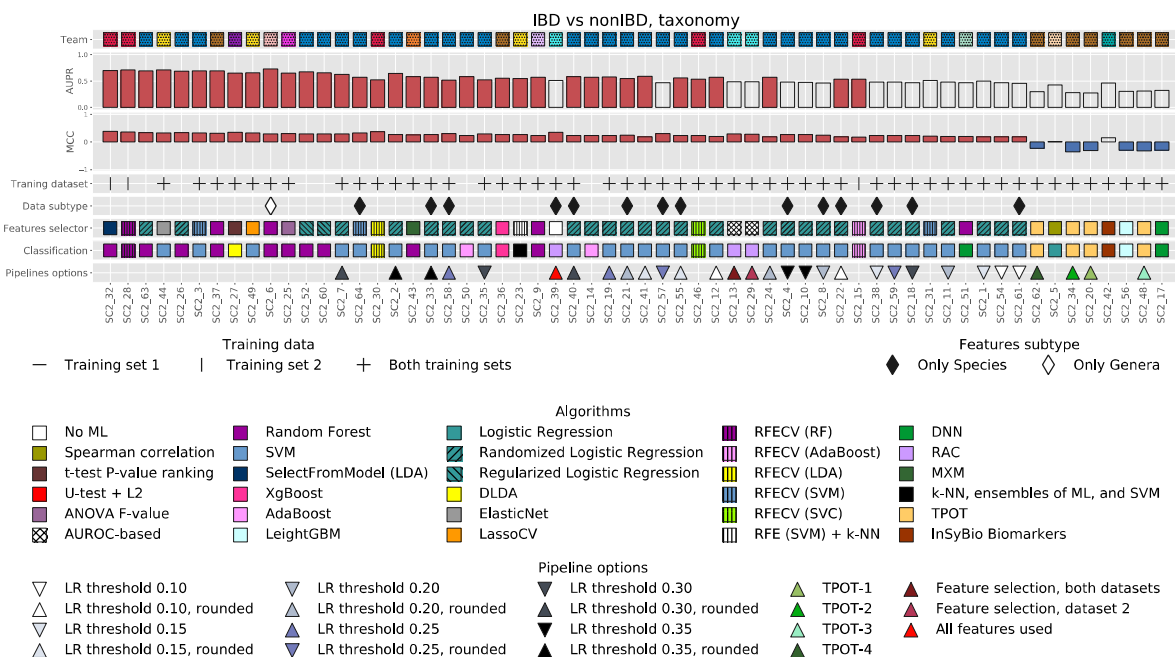 IBD vs nonIBD, taxonomy
Team
AUPR
1.0
0.5
0.0
MCC
1
0
−1
Traning dataset
Data subtype
Features selector
Classification
Pipelines options
SC2_32
SC2_28
SC2_63
SC2_44
SC2_26
SC2_3
SC2_37
SC2_27
SC2_49
SC2_6
SC2_25
SC2_52
SC2_60
SC2_7
SC2_64
SC2_30
SC2_2
SC2_43
SC2_33
SC2_58
SC2_50
SC2_35
SC2_36
SC2_53
SC2_9
SC2_39
SC2_40
SC2_14
SC2_19
SC2_21
SC2_41
SC2_57
SC2_55
SC2_46
SC2_12
SC2_13
SC2_29
SC2_24
SC2_4
SC2_10
SC2_8
SC2_22
SC2_15
SC2_38
SC2_59
SC2_18
SC2_31
SC2_11
SC2_51
SC2_1
SC2_54
SC2_61
SC2_62
SC2_5
SC2_34
SC2_20
SC2_42
SC2_56
SC2_48
SC2_17
Training data
Features subtype
Training set 1
Training set 2
Both training sets
Only Species
Only Genera
Algorithms
No ML
Random Forest
Logistic Regression
RFECV (RF)
DNN
Spearman correlation
SVM
Randomized Logistic Regression
RFECV (AdaBoost)
RAC
t-test P-value ranking
SelectFromModel (LDA)
Regularized Logistic Regression
RFECV (LDA)
MXM
U-test + L2
XgBoost
DLDA
RFECV (SVM)
k-NN, ensembles of ML, and SVM
ANOVA F-value
AdaBoost
ElasticNet
RFECV (SVC)
TPOT
AUROC-based
LeightGBM
LassoCV
RFE (SVM) + k-NN
InSyBio Biomarkers
Pipeline options
LR threshold 0.10
LR threshold 0.20
LR threshold 0.30
TPOT-1
Feature selection, both datasets
LR threshold 0.10, rounded
LR threshold 0.20, rounded
LR threshold 0.30, rounded
TPOT-2
Feature selection, dataset 2
LR threshold 0.15
LR threshold 0.25
LR threshold 0.35
TPOT-3
All features used
LR threshold 0.15, rounded
LR threshold 0.25, rounded
LR threshold 0.35, rounded
TPOT-4